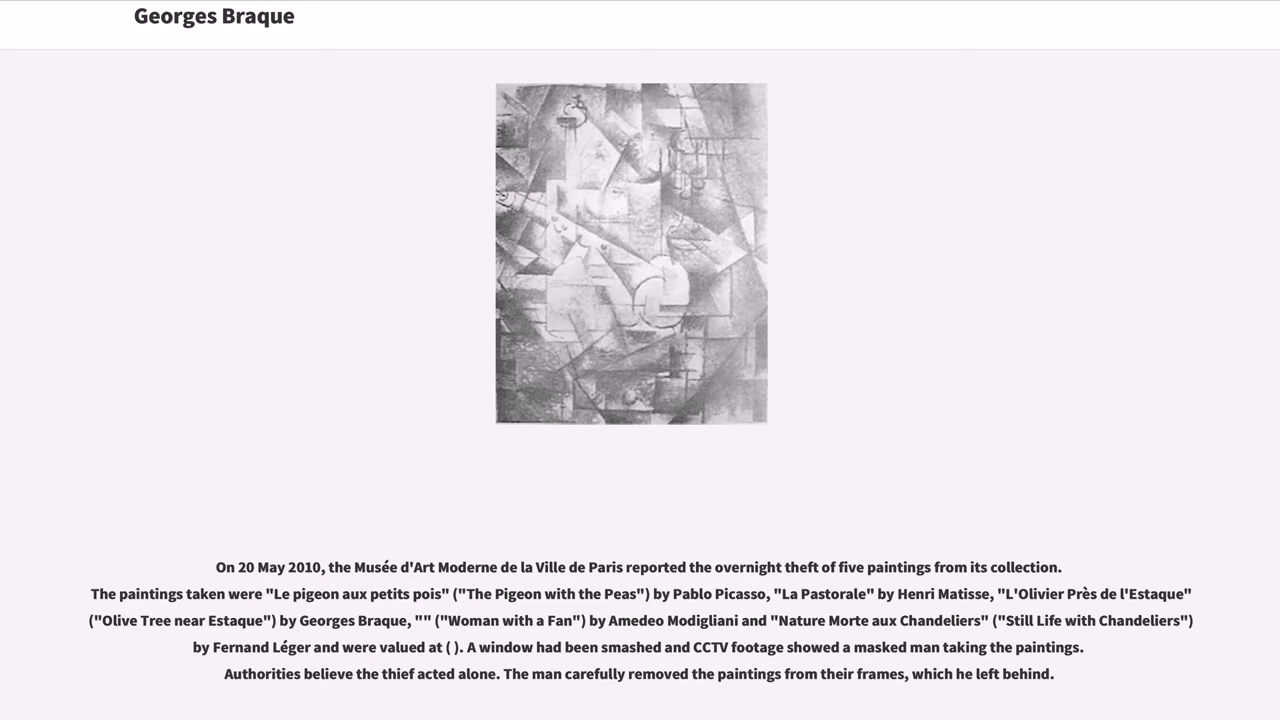 Georges Braque
On 20 May 2010, the Musée d'Art Moderne de la Ville de Paris reported the overnight theft of five paintings from its collection.
The paintings taken were "Le pigeon aux petits pois" ("The Pigeon with the Peas") by Pablo Picasso, "La Pastorale" by Henri Matisse, "L'Olivier Près de l'Estaque"
("Olive Tree near Estaque") by Georges Braque, "" ("Woman with a Fan") by Amedeo Modigliani and "Nature Morte aux Chandeliers" ("Still Life with Chandeliers")
by Fernand Léger and were valued at ( ). A window had been smashed and CCTV footage showed a masked man taking the paintings.
Authorities believe the thief acted alone. The man carefully removed the paintings from their frames, which he left behind.